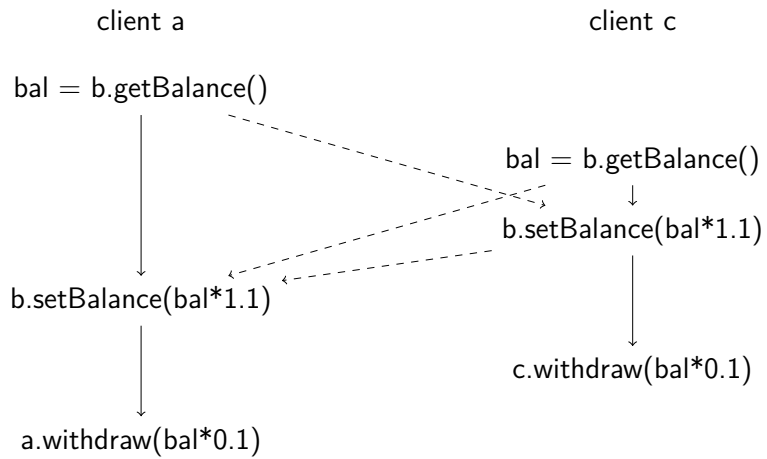 client a
client c
bal = b.getBalance()
bal = b.getBalance()
b.setBalance(bal*1.1)
b.setBalance(bal*1.1)
c.withdraw(bal*0.1)
a.withdraw(bal*0.1)